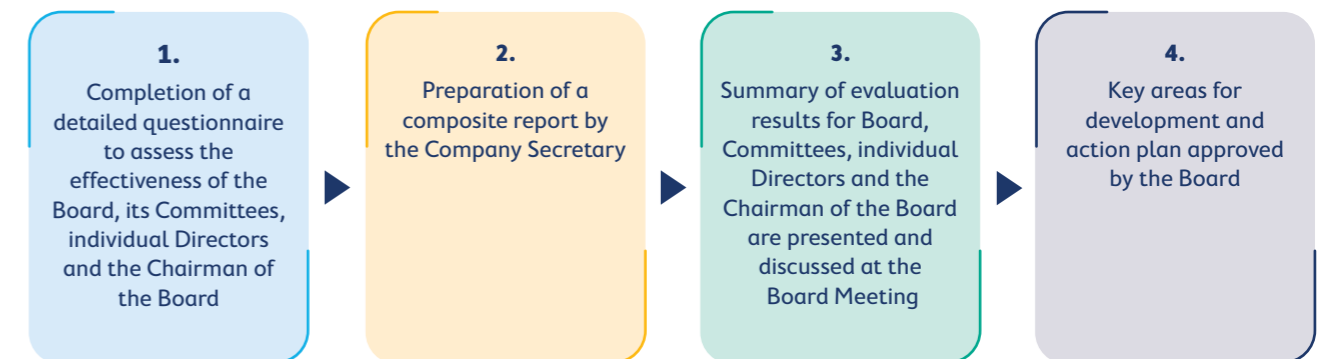 1.
Completion of a
detailed questionnaire
to assess the
effectiveness of the
Board, its Committees,
individual Directors
and the Chairman of
the Board
2.
Preparation of a
composite report by
the Company Secretary
3.
Summary of evaluation
results for Board,
Committees, individual
Directors and the
Chairman of the Board
are presented and
discussed at the
Board Meeting
4.
Key areas for
development and
action plan approved
by the Board